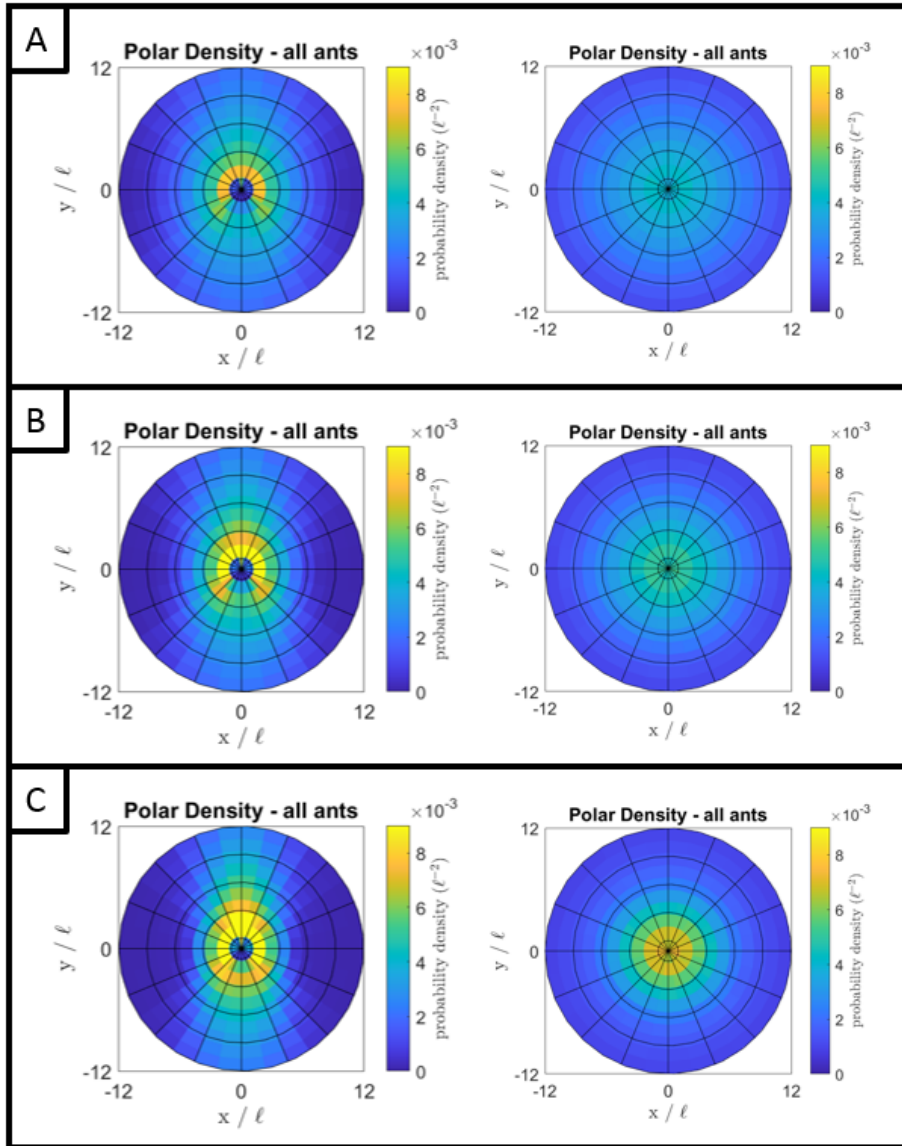 A
Polar Density - all ants
×10⁻³
12
0
-12
y / ℓ
-12 0 12
x / ℓ
8
6
4
2
0
probability density (ℓ⁻²)
Polar Density - all ants
×10⁻³
12
0
-12
y / ℓ
-12 0 12
x / ℓ
8
6
4
2
0
probability density (ℓ⁻²)
B
Polar Density - all ants
×10⁻³
12
0
-12
y / ℓ
-12 0 12
x / ℓ
8
6
4
2
0
probability density (ℓ⁻²)
Polar Density - all ants
×10⁻³
12
0
-12
y / ℓ
-12 0 12
x / ℓ
8
6
4
2
0
probability density (ℓ⁻²)
C
Polar Density - all ants
×10⁻³
12
0
-12
y / ℓ
-12 0 12
x / ℓ
8
6
4
2
0
probability density (ℓ⁻²)
Polar Density - all ants
×10⁻³
12
0
-12
y / ℓ
-12 0 12
x / ℓ
8
6
4
2
0
probability density (ℓ⁻²)